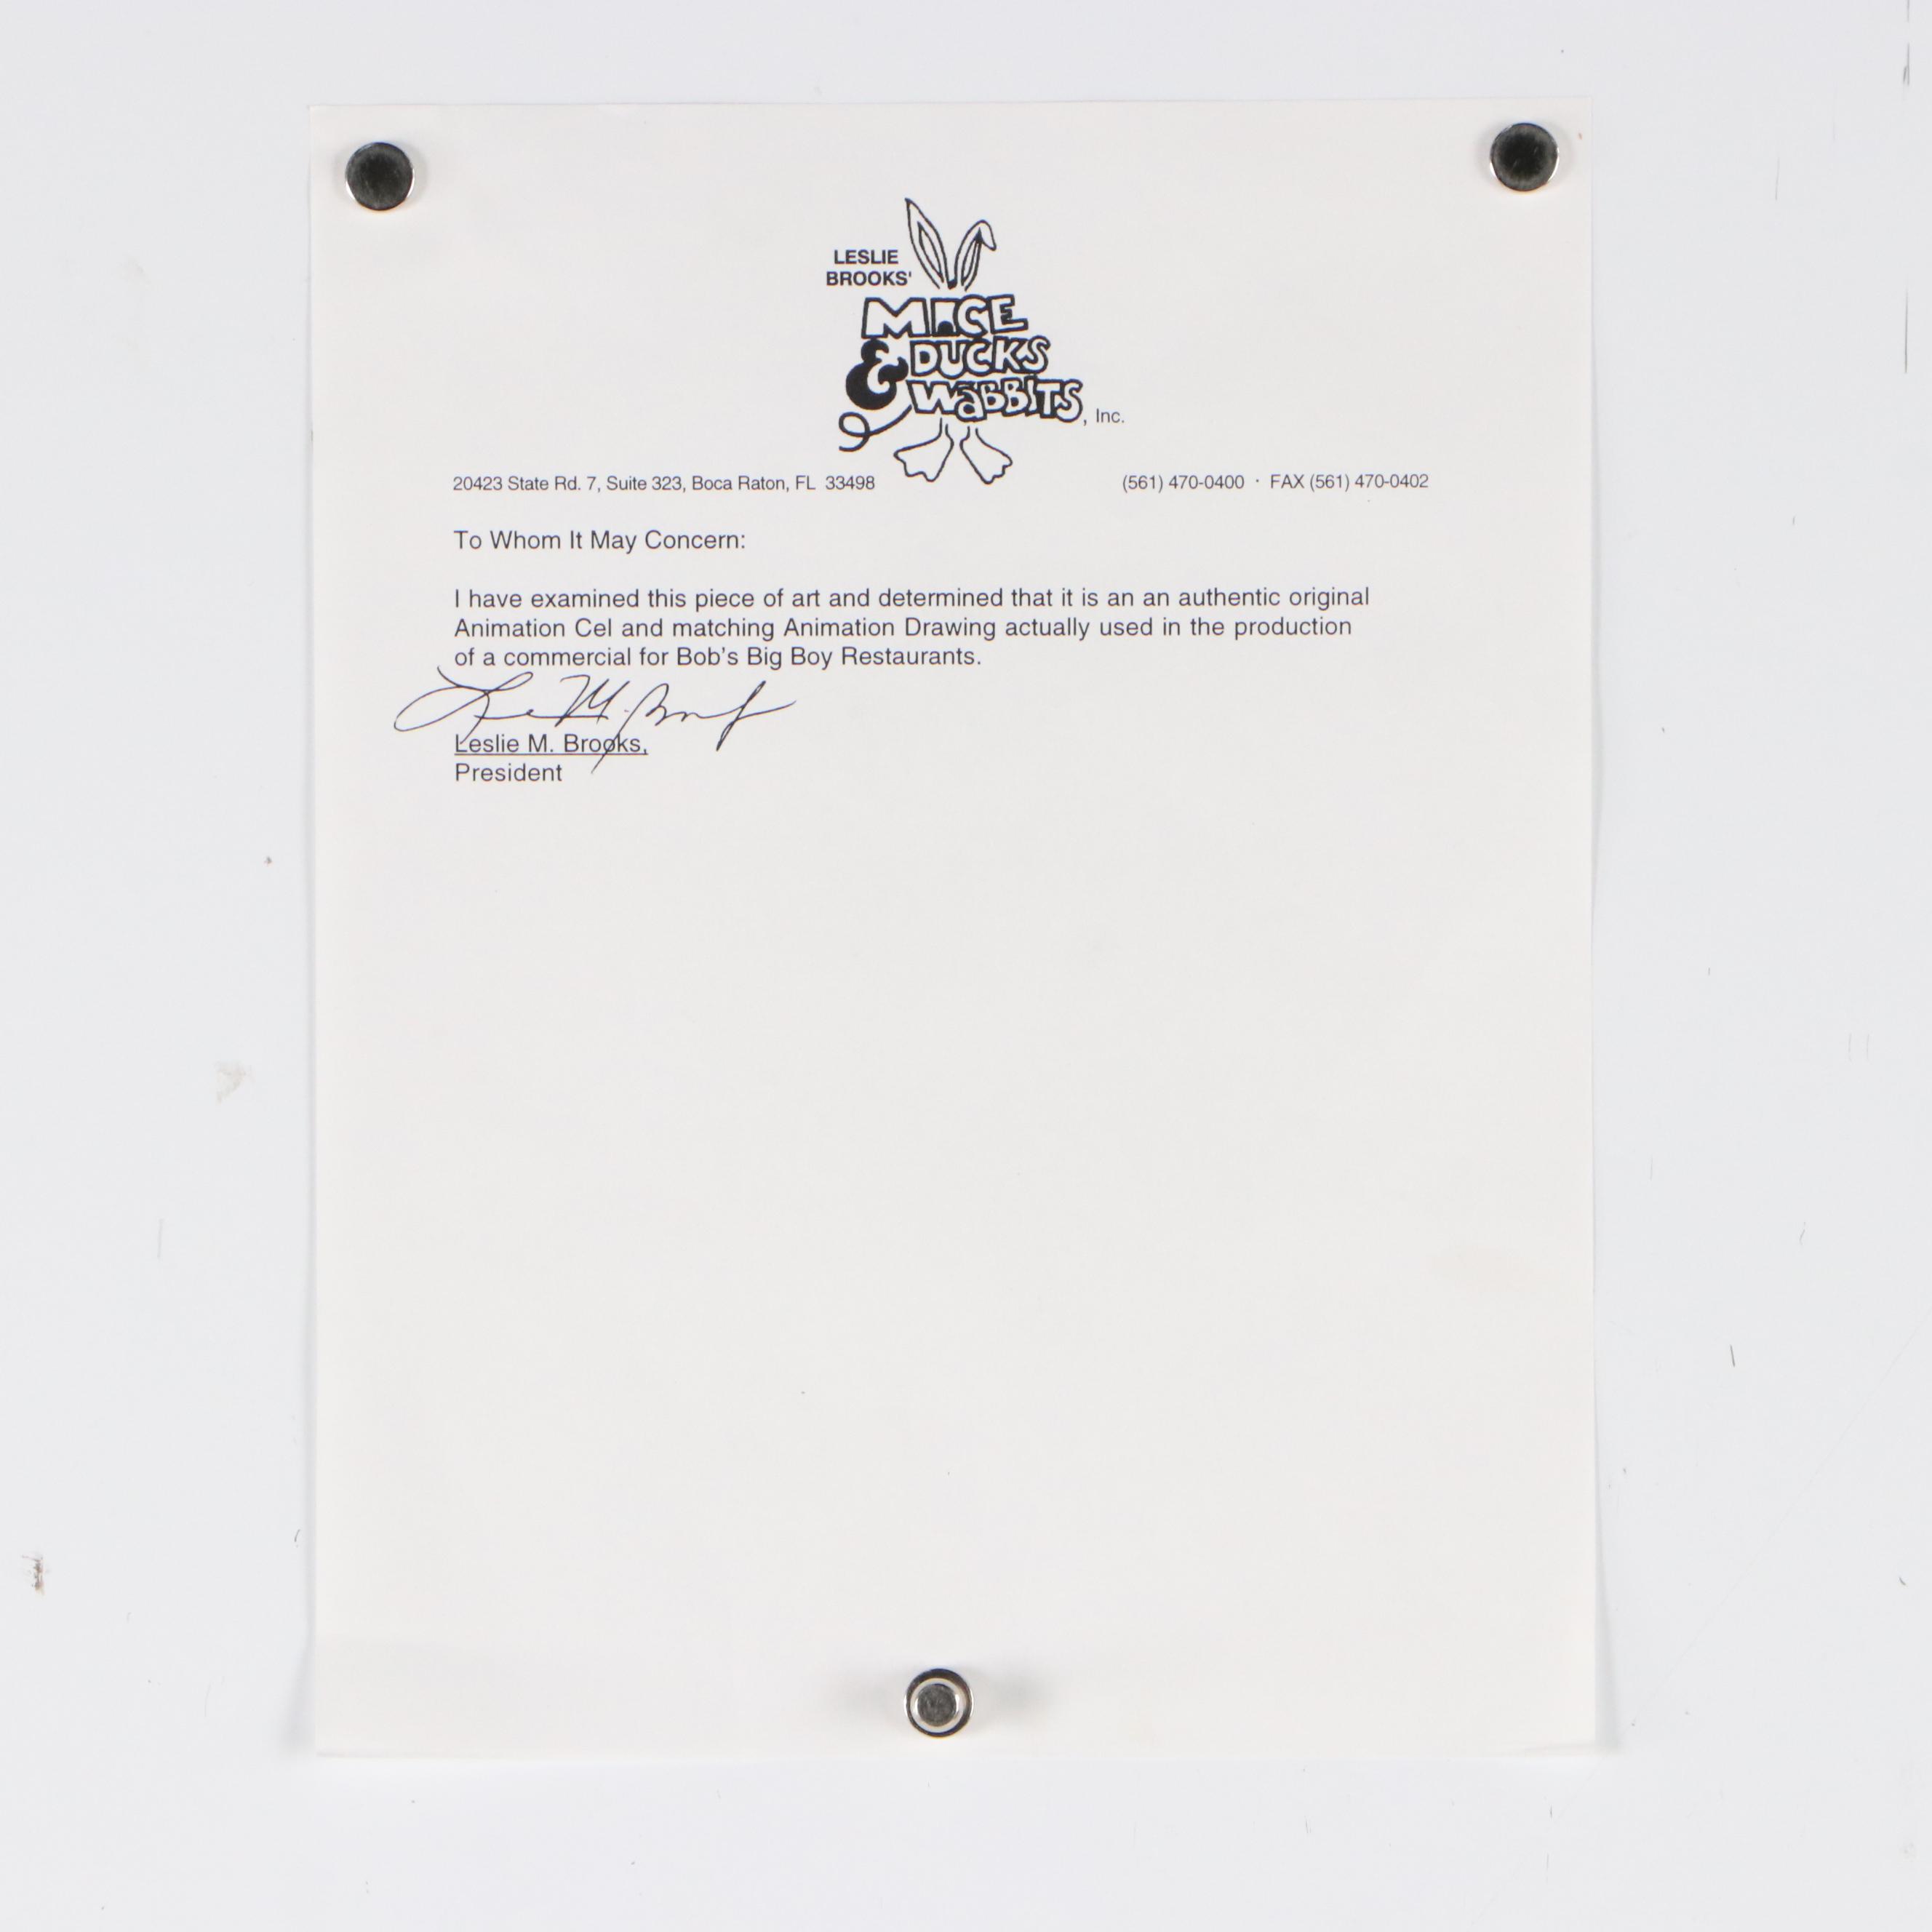 LESLIE
BROOKS'
MICE
& DUCKS
WABBITS, Inc.
20423 State Rd. 7, Suite 323, Boca Raton, FL 33498
(561) 470-0400 · FAX (561) 470-0402
To Whom It May Concern:
I have examined this piece of art and determined that it is an an authentic original
Animation Cel and matching Animation Drawing actually used in the production
of a commercial for Bob's Big Boy Restaurants.
Leslie M. Brooks,
President